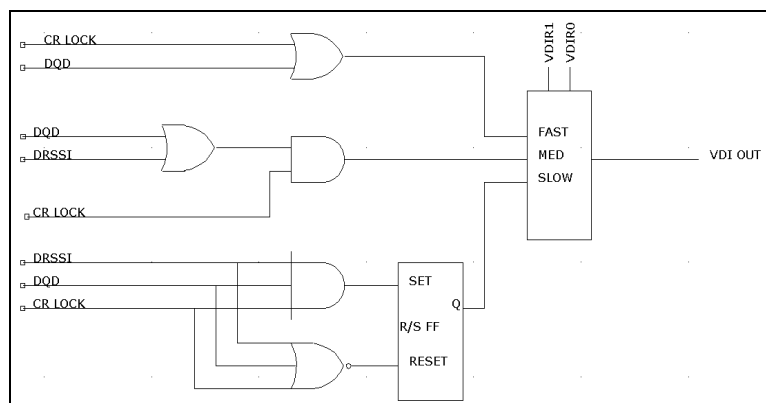 CR LOCK
DQD
VDIR1
VDIR0
DQD
DRSSI
CR LOCK
FAST
MED
SLOW
VDI OUT
DRSSI
DQD
CR LOCK
SET
Q
R/S FF
RESET